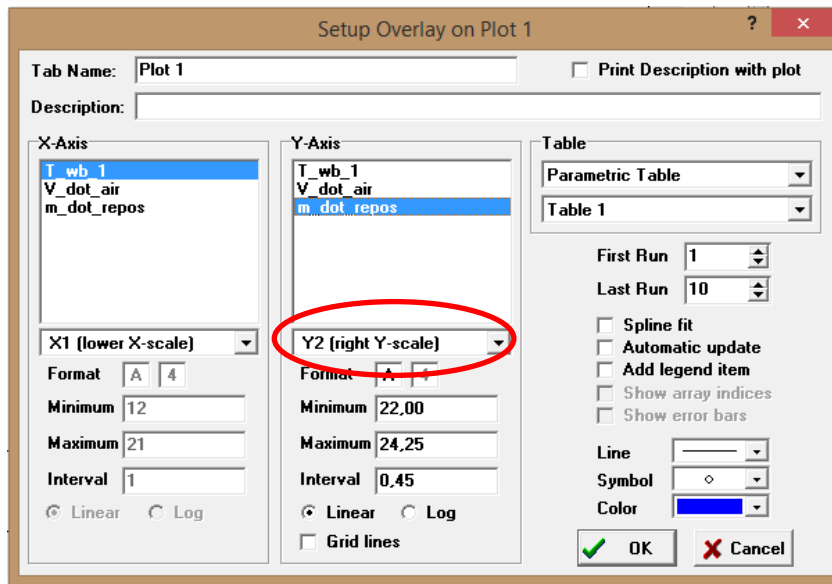 Setup Overlay on Plot 1
?
Tab Name: Plot 1
Print Description with plot
Description:
X-Axis
T_wb_1
V_dot_air
m_dot_repos
X1 (lower X-scale)
Format A 4
Minimum 12
Maximum 21
Interval 1
Linear Log
Y-Axis
T_wb_1
V_dot_air
m_dot_repos
Y2 (right Y-scale)
Format A 4
Minimum 22,00
Maximum 24,25
Interval 0,45
Linear Log
Grid lines
Table
Parametric Table
Table 1
First Run 1
Last Run 10
Spline fit
Automatic update
Add legend item
Show array indices
Show error bars
Line
Symbol
Color
OK Cancel